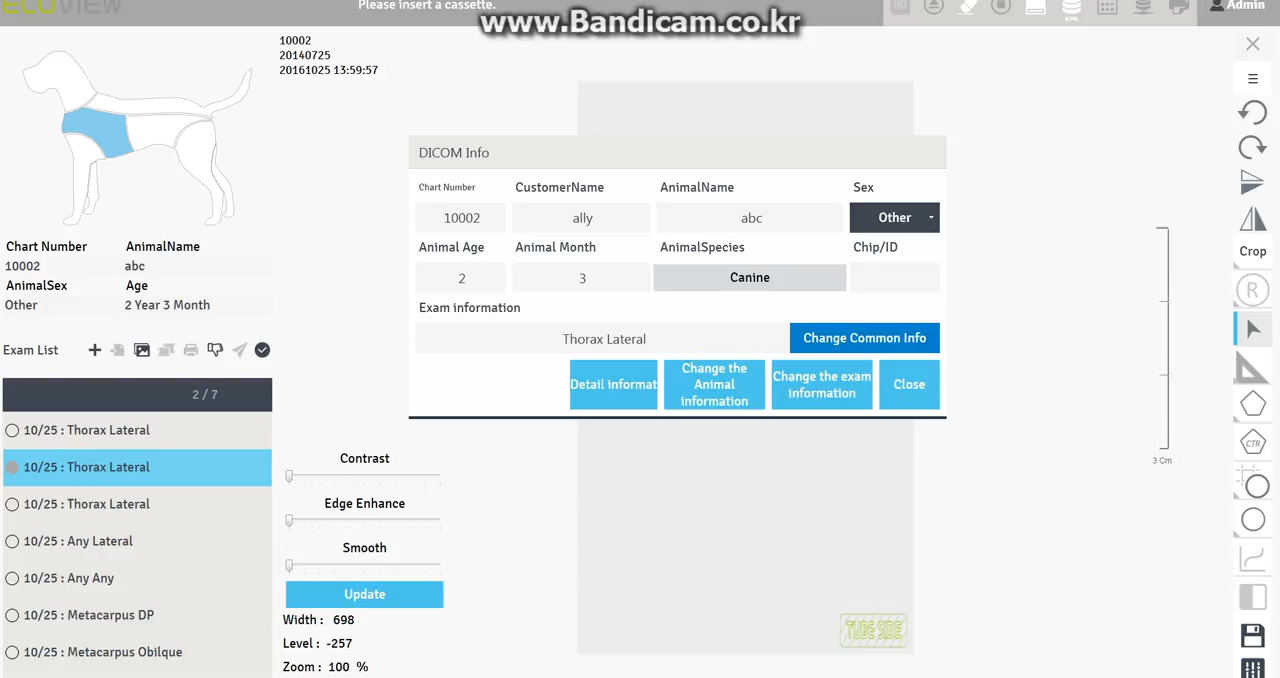 ECOVIEW
Please insert a cassette.
www.Bandicam.co.kr
Admin
10002
20140725
20161025 13:59:57
DICOM Info
Chart Number CustomerName AnimalName Sex
10002 ally abc Other
Animal Age Animal Month AnimalSpecies Chip/ID
2 3 Canine
Exam information
Thorax Lateral Change Common Info
Detail informat
Change the
Animal
information
Change the exam
information
Close
Chart Number AnimalName
10002 abc
AnimalSex Age
Other 2 Year 3 Month
Exam List
2 / 7
10/25 : Thorax Lateral
10/25 : Thorax Lateral
10/25 : Thorax Lateral
10/25 : Any Lateral
10/25 : Any Any
10/25 : Metacarpus DP
10/25 : Metacarpus Obilque
Contrast
Edge Enhance
Smooth
Update
Width : 698
Level : -257
Zoom : 100 %
TUBE SIDE
3 Cm
Crop
R
CTR